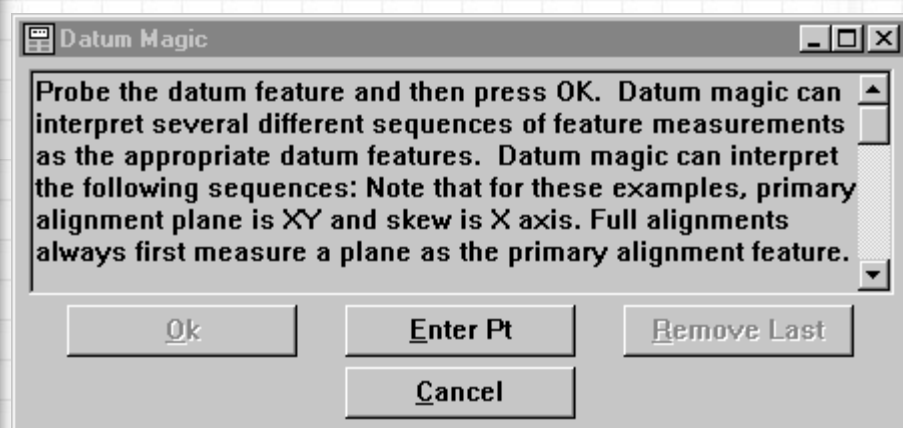 Datum Magic
Probe the datum feature and then press OK.  Datum magic can
interpret several different sequences of feature measurements
as the appropriate datum features.  Datum magic can interpret
the following sequences: Note that for these examples, primary
alignment plane is XY and skew is X axis. Full alignments
always first measure a plane as the primary alignment feature.
Ok Enter Pt Remove Last
Cancel